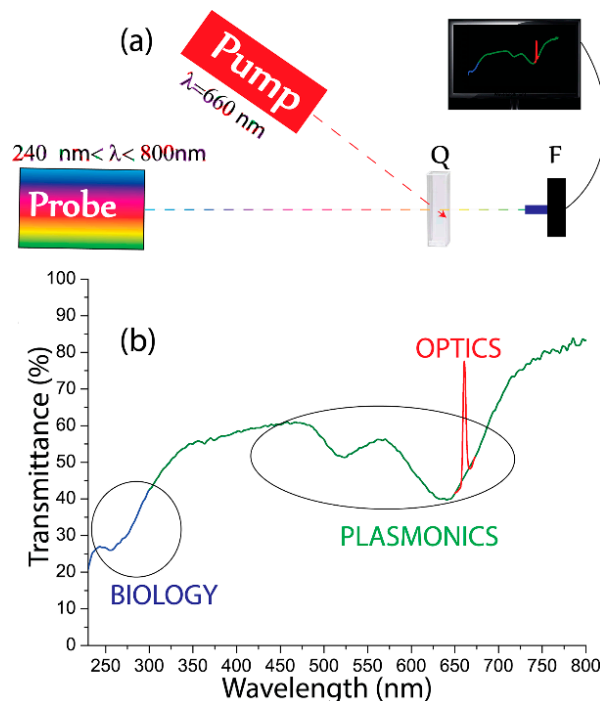 (a)
Pump
λ=660 nm
240 nm< λ< 800nm
Probe
Q
F
(b)
100
90
80
70
60
50
40
30
20
10
0
Transmittance (%)
OPTICS
PLASMONICS
BIOLOGY
250 300 350 400 450 500 550 600 650 700 750 800
Wavelength (nm)